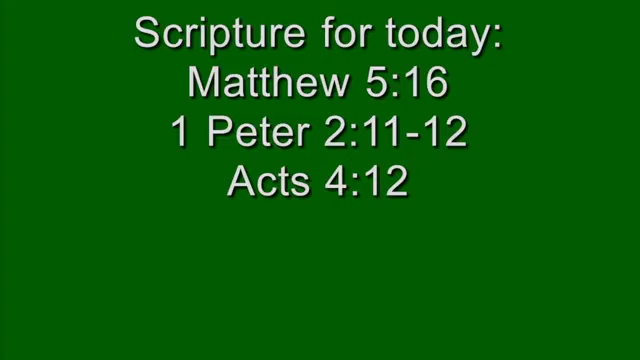 Scripture for today:
Matthew 5:16
1 Peter 2:11-12
Acts 4:12